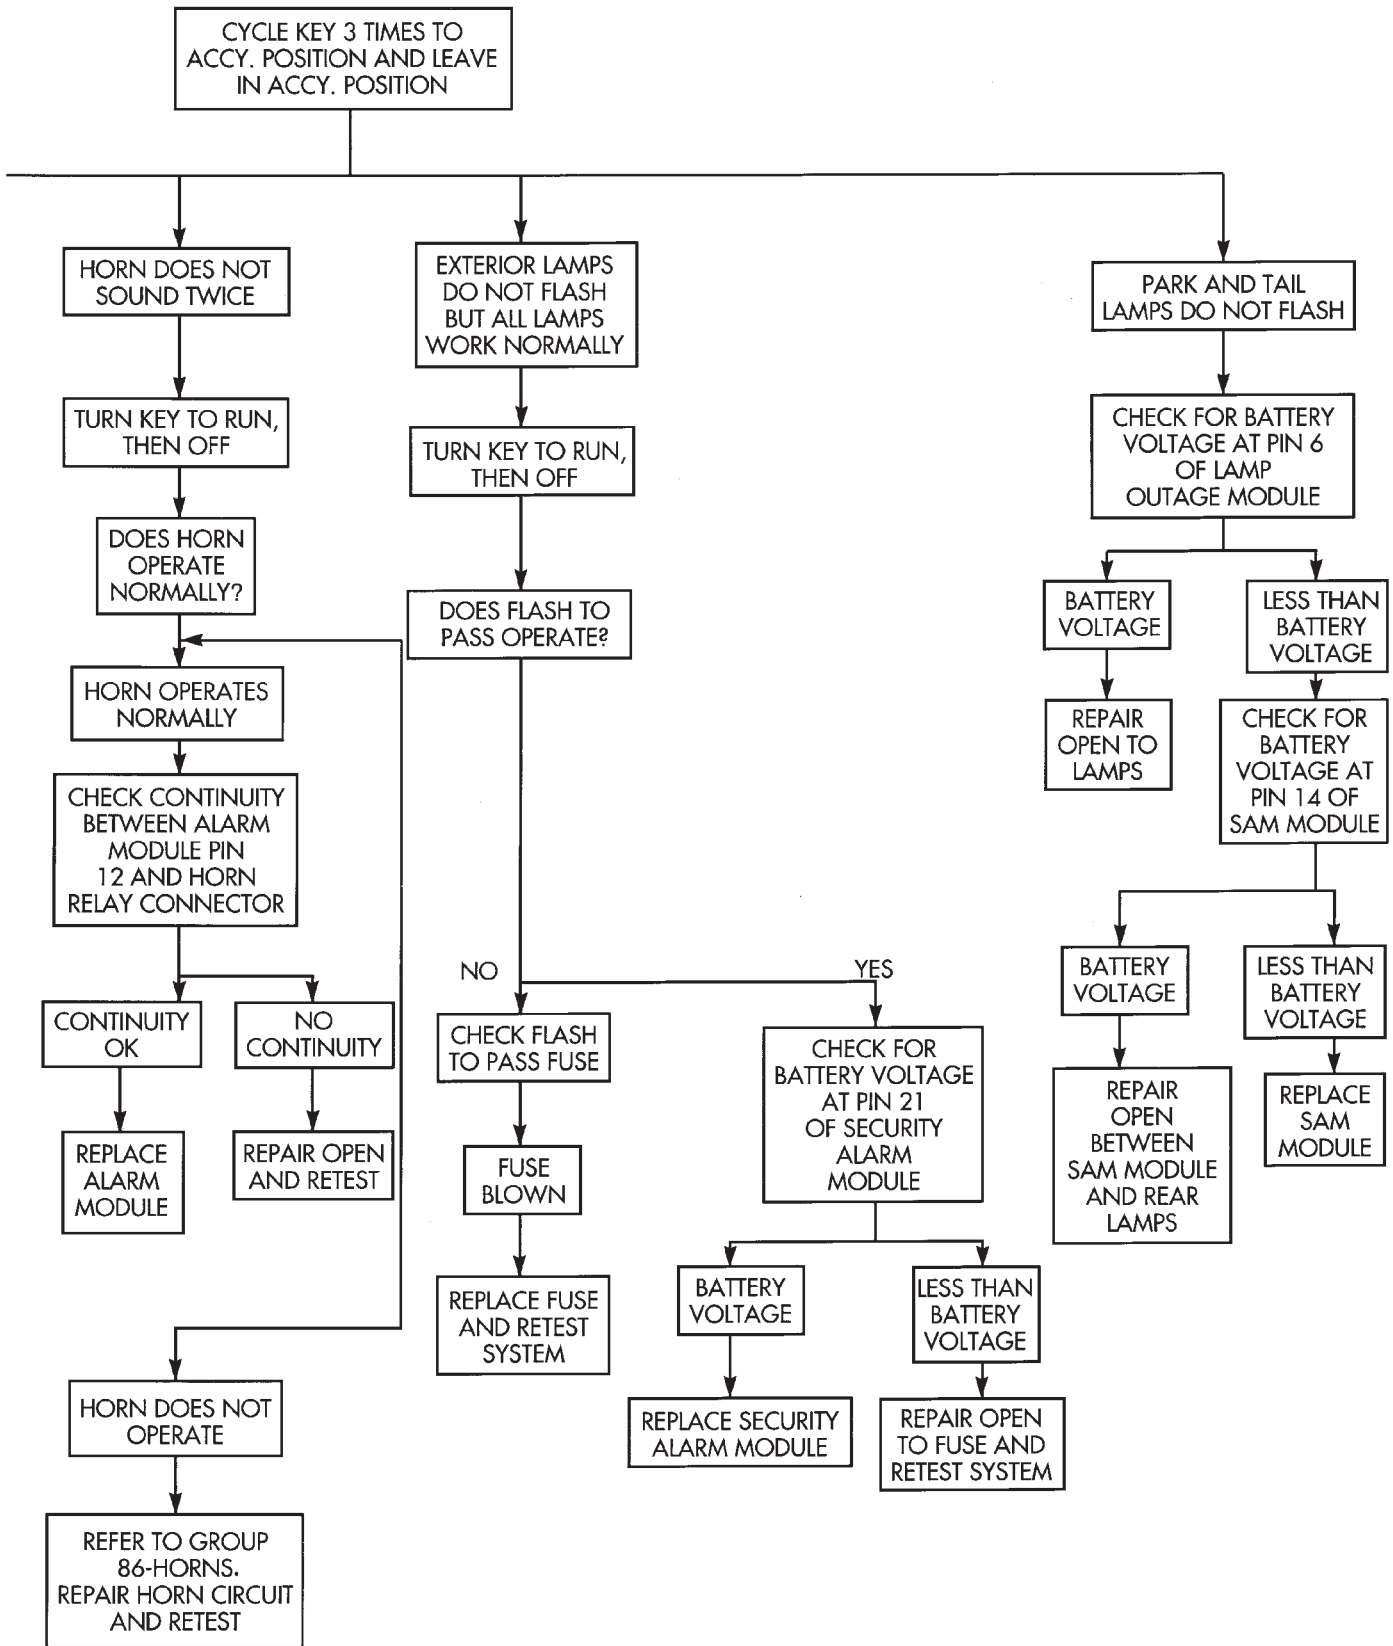 CYCLE KEY 3 TIMES TO
ACCY. POSITION AND LEAVE
IN ACCY. POSITION
HORN DOES NOT
SOUND TWICE
TURN KEY TO RUN,
THEN OFF
DOES HORN
OPERATE
NORMALLY?
HORN OPERATES
NORMALLY
CHECK CONTINUITY
BETWEEN ALARM
MODULE PIN
12 AND HORN
RELAY CONNECTOR
CONTINUITY
OK
NO
CONTINUITY
REPLACE
ALARM
MODULE
REPAIR OPEN
AND RETEST
HORN DOES NOT
OPERATE
REFER TO GROUP
86-HORNS.
REPAIR HORN CIRCUIT
AND RETEST
EXTERIOR LAMPS
DO NOT FLASH
BUT ALL LAMPS
WORK NORMALLY
TURN KEY TO RUN,
THEN OFF
DOES FLASH TO
PASS OPERATE?
NO
YES
CHECK FLASH
TO PASS FUSE
FUSE
BLOWN
REPLACE FUSE
AND RETEST
SYSTEM
CHECK FOR
BATTERY VOLTAGE
AT PIN 21
OF SECURITY
ALARM
MODULE
BATTERY
VOLTAGE
LESS THAN
BATTERY
VOLTAGE
REPLACE SECURITY
ALARM MODULE
REPAIR OPEN
TO FUSE AND
RETEST SYSTEM
PARK AND TAIL
LAMPS DO NOT FLASH
CHECK FOR BATTERY
VOLTAGE AT PIN 6
OF LAMP
OUTAGE MODULE
BATTERY
VOLTAGE
LESS THAN
BATTERY
VOLTAGE
REPAIR
OPEN TO
LAMPS
CHECK FOR
BATTERY
VOLTAGE AT
PIN 14 OF
SAM MODULE
BATTERY
VOLTAGE
LESS THAN
BATTERY
VOLTAGE
REPAIR
OPEN
BETWEEN
SAM MODULE
AND REAR
LAMPS
REPLACE
SAM
MODULE